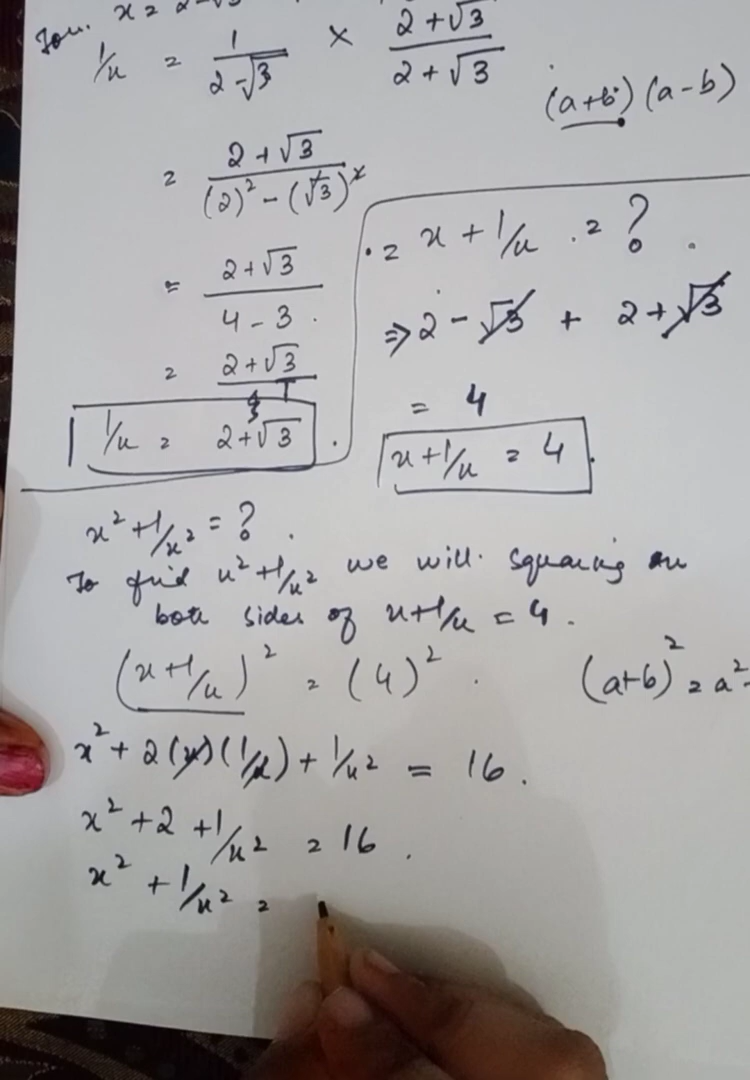 Sol. x = 2-√3
1/x = 1/(2-√3) × (2+√3)/(2+√3)
(a+b) (a-b)
= (2+√3)/((2)² - (√3)²)
= (2+√3)/(4-3)
= (2+√3)/1
1/x = 2+√3
= x + 1/x = ?
⇒ 2 - √3 + 2 + √3
= 4
x+1/x = 4
x²+1/x² = ?
To find x²+1/x² we will squaring on
both sides of x+1/x = 4.
(x+1/x)² = (4)².
(a+b)² = a²
x² + 2(x)(1/x) + 1/x² = 16.
x² + 2 + 1/x² = 16.
x² + 1/x² =